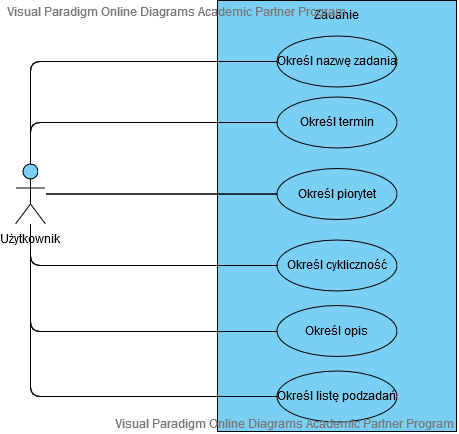 Visual Paradigm Online Diagrams Academic Partner Program
Zadanie
Określ nazwę zadania
Określ termin
Określ piorytet
Użytkownik
Określ cykliczność
Określ opis
Określ listę podzadań
Visual Paradigm Online Diagrams Academic Partner Program